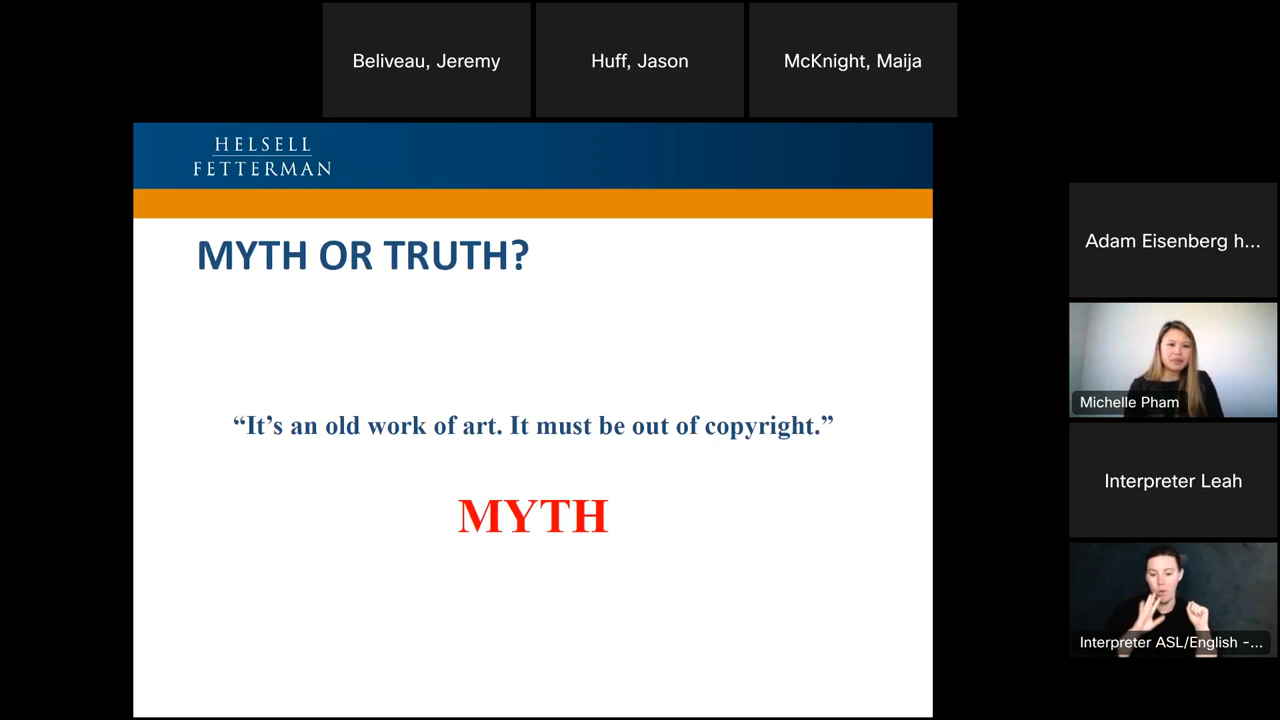 Beliveau, Jeremy
Huff, Jason
McKnight, Maija
HELSELL
FETTERMAN
MYTH OR TRUTH?
“It’s an old work of art. It must be out of copyright.”
MYTH
Adam Eisenberg h...
Michelle Pham
Interpreter Leah
Interpreter ASL/English -...